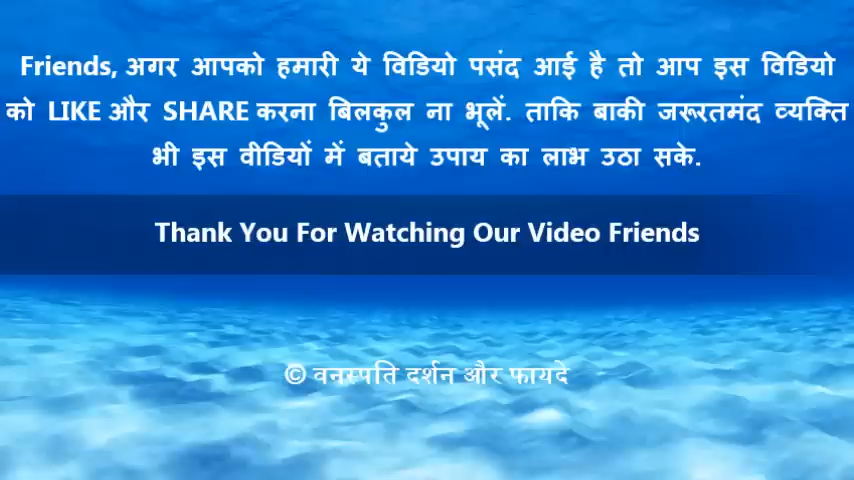 Friends, अगर आपको हमारी ये विडियो पसंद आई है तो आप इस विडियो
को LIKE और SHARE करना बिलकुल ना भूलें. ताकि बाकी जरूरतमंद व्यक्ति
भी इस वीडियों में बताये उपाय का लाभ उठा सके.
Thank You For Watching Our Video Friends
© वनस्पति दर्शन और फायदे